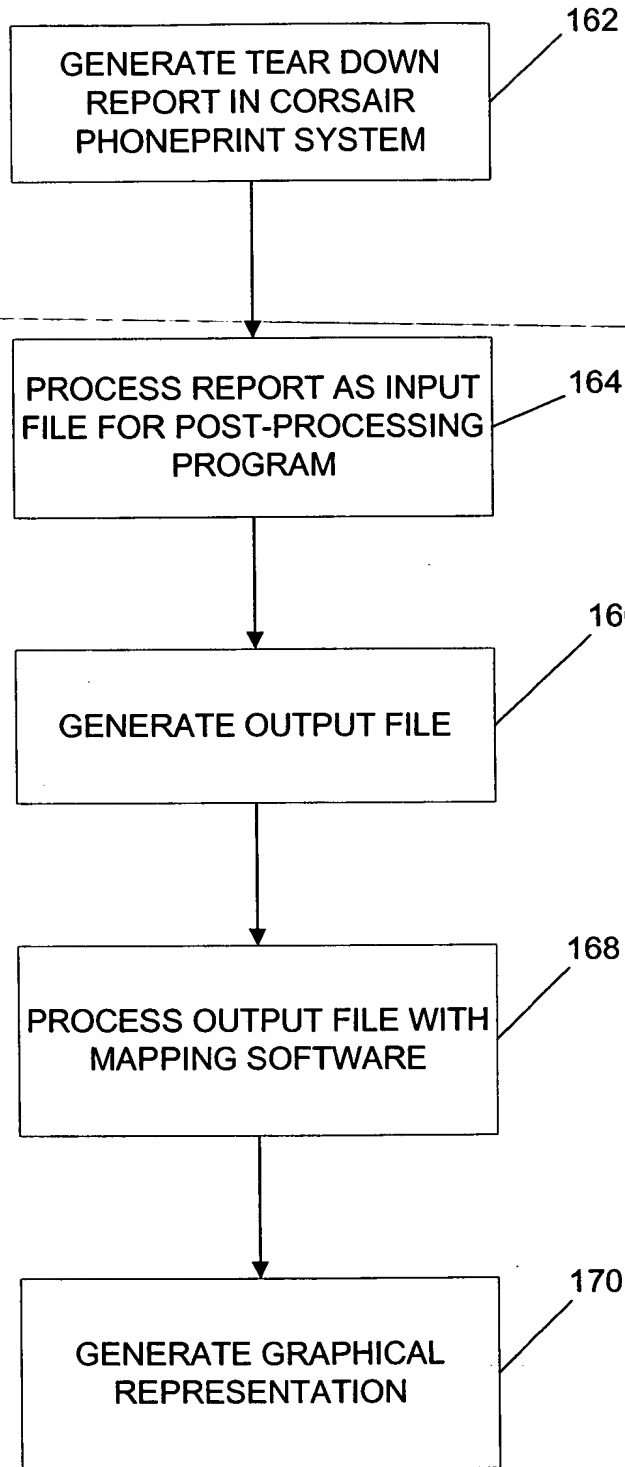 162
GENERATE TEAR DOWN
REPORT IN CORSAIR
PHONEPRINT SYSTEM
PROCESS REPORT AS INPUT
FILE FOR POST-PROCESSING
PROGRAM
164
GENERATE OUTPUT FILE
168
PROCESS OUTPUT FILE WITH
MAPPING SOFTWARE
170
GENERATE GRAPHICAL
REPRESENTATION